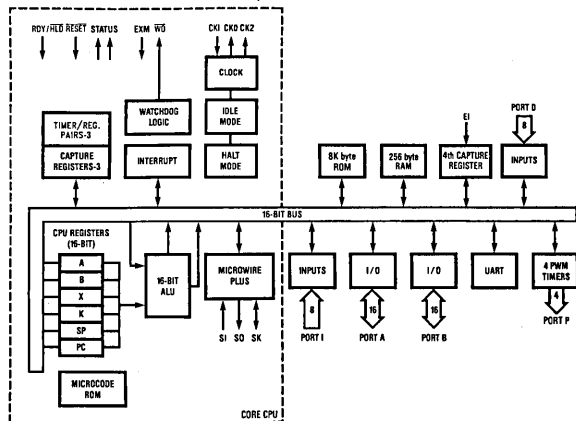 RDY/HLD RESET STATUS EXM WO CKI CKO CK2
CLOCK
WATCHDOG
LOGIC
IDLE
MODE
TIMER/REG.
PAIRS-3
CAPTURE
REGISTERS-3
INTERRUPT
HALT
MODE
EI
PORT D
8
8K byte
ROM
256 byte
RAM
4th CAPTURE
REGISTER
INPUTS
16-BIT BUS
CPU REGISTERS
(16-BIT)
A
B
X
K
SP
PC
16-BIT
ALU
MICROWIRE
PLUS
SI SO SK
INPUTS
I/O
I/O
UART
4 PWM
TIMERS
8
16
16
4
PORT I
PORT A
PORT B
PORT P
MICROCODE
ROM
CORE CPU